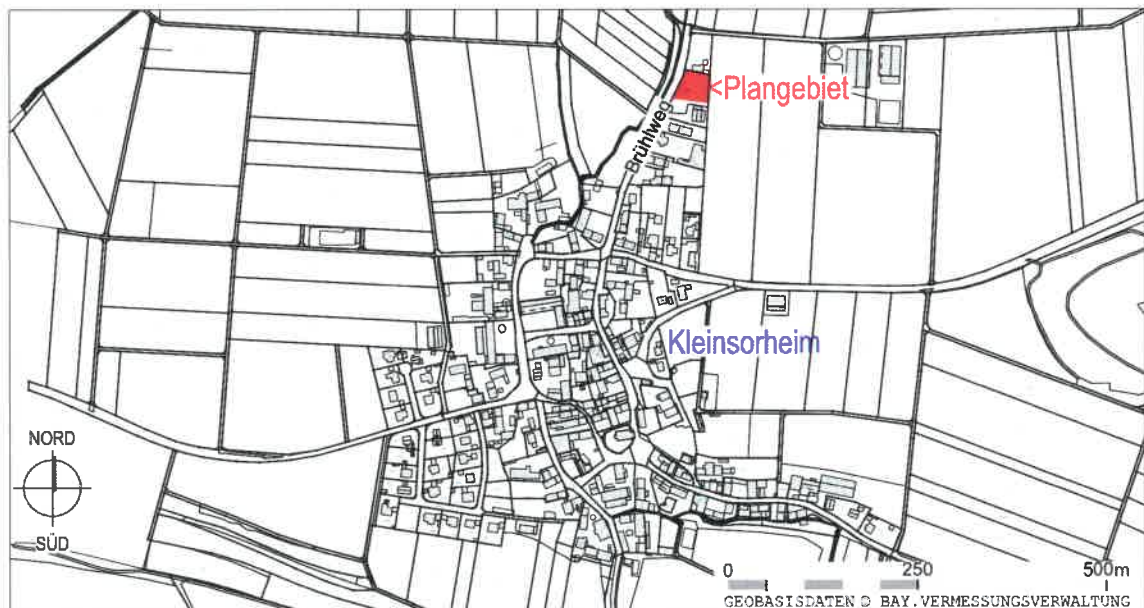 <Plangebiet
Brühlweg
Kleinsorheim
NORD
SÜD
0 250 500m
GEOBASISDATEN © BAY.VERMESSUNGSVERWALTUNG